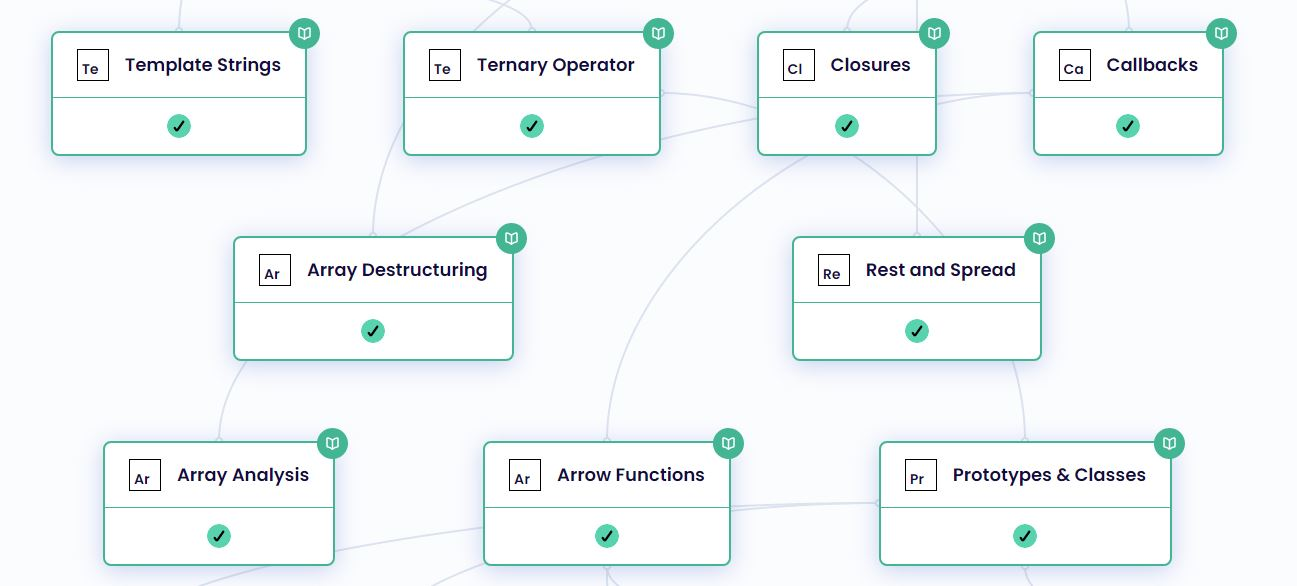 Te Template Strings
Te Ternary Operator
Cl Closures
Ca Callbacks
Ar Array Destructuring
Re Rest and Spread
Ar Array Analysis
Ar Arrow Functions
Pr Prototypes & Classes